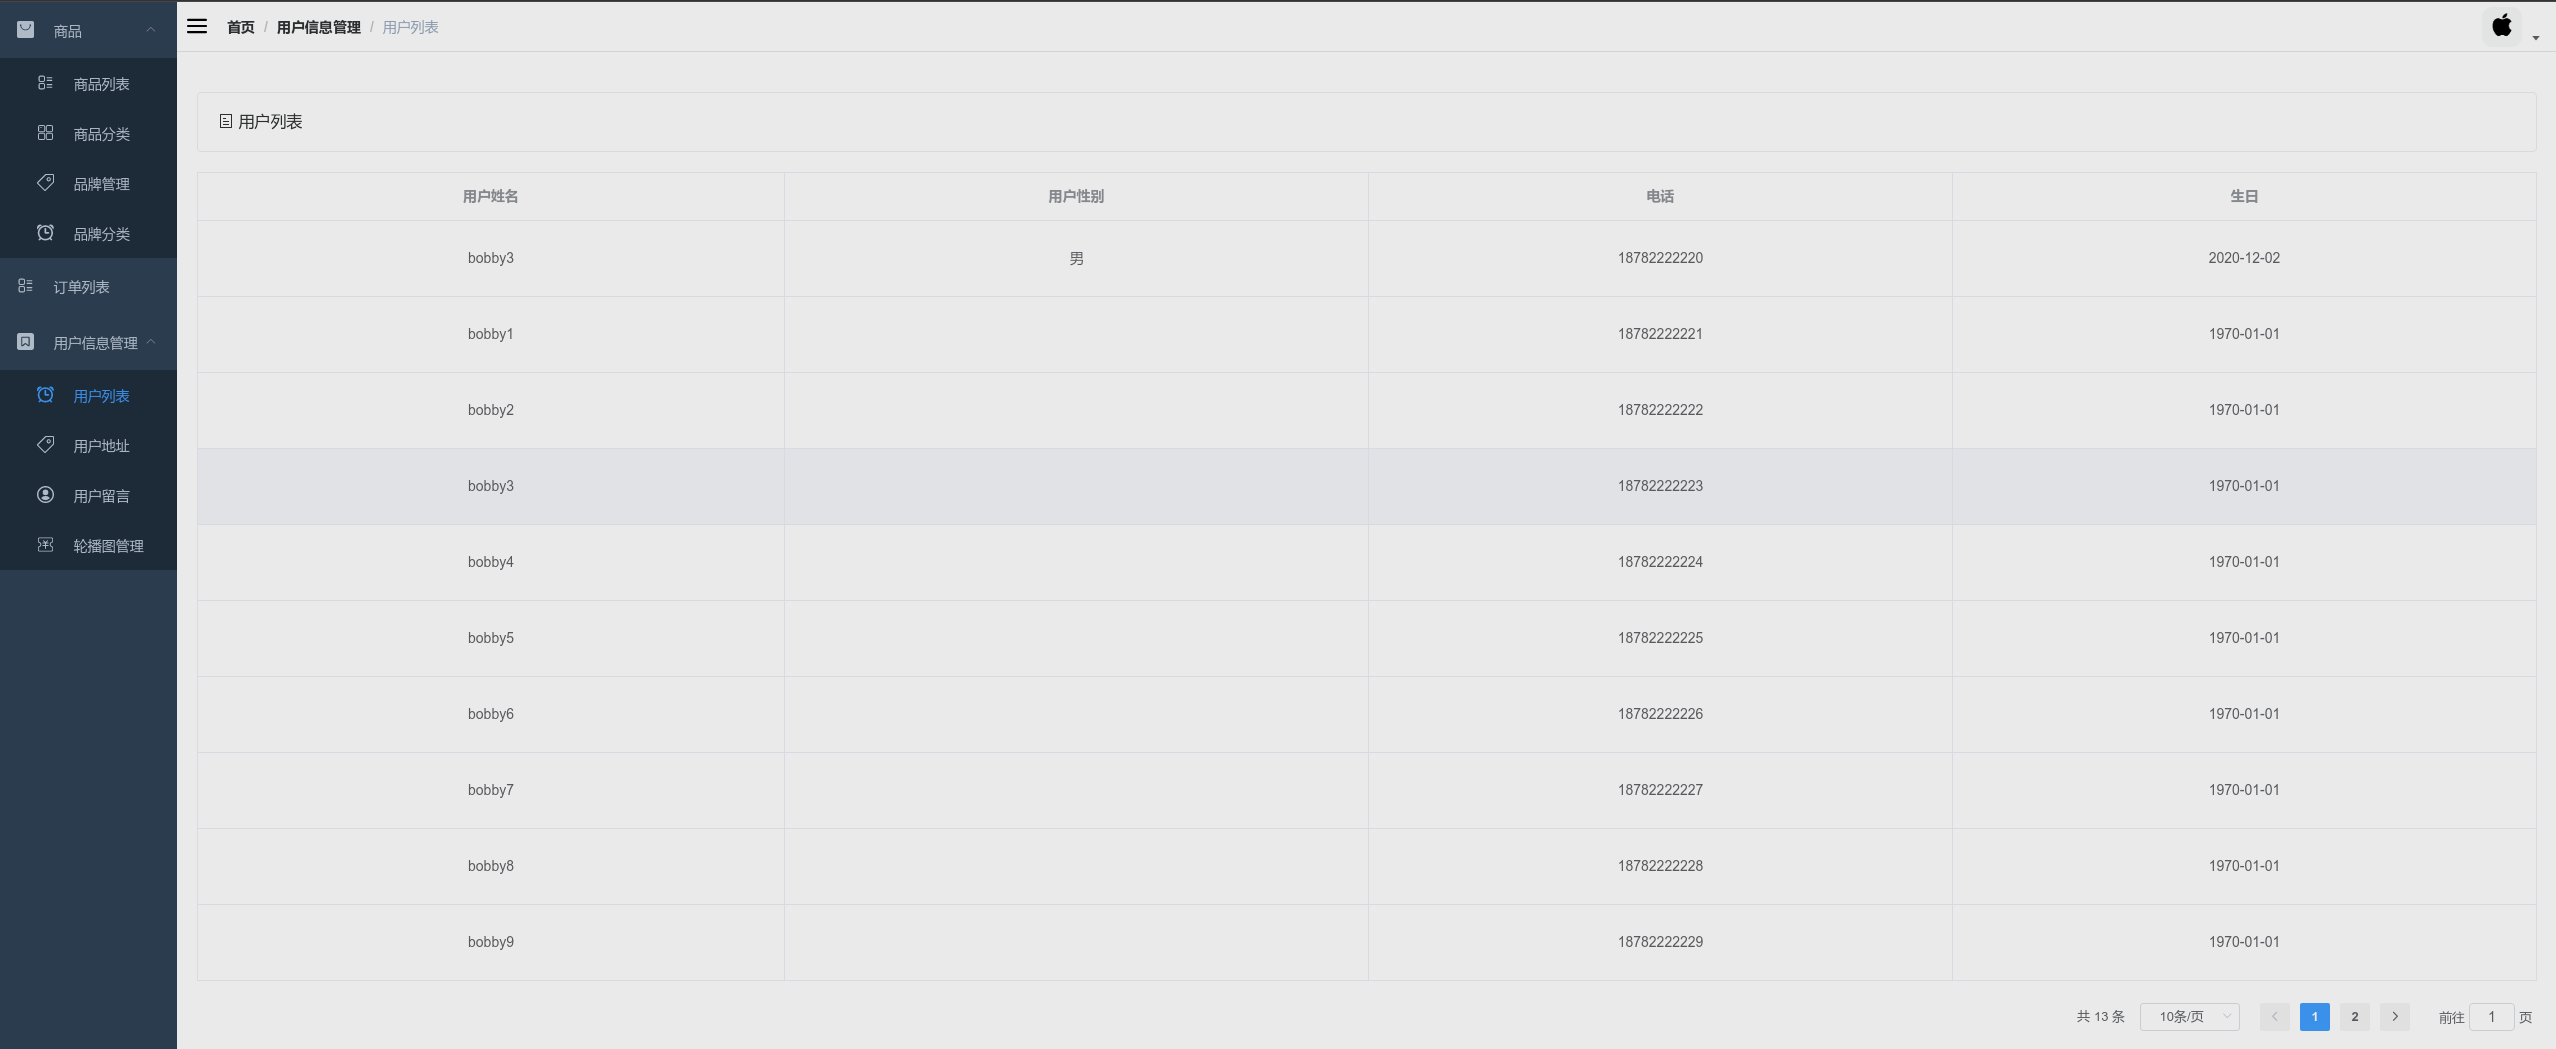 商品
商品列表
商品分类
品牌管理
品牌分类
订单列表
用户信息管理
用户列表
用户地址
用户留言
轮播图管理
首页 / 用户信息管理 / 用户列表
用户列表
用户姓名 用户性别 电话 生日
bobby3 男 18782222220 2020-12-02
bobby1 18782222221 1970-01-01
bobby2 18782222222 1970-01-01
bobby3 18782222223 1970-01-01
bobby4 18782222224 1970-01-01
bobby5 18782222225 1970-01-01
bobby6 18782222226 1970-01-01
bobby7 18782222227 1970-01-01
bobby8 18782222228 1970-01-01
bobby9 18782222229 1970-01-01
共 13 条 10条/页 1 2 前往 1 页